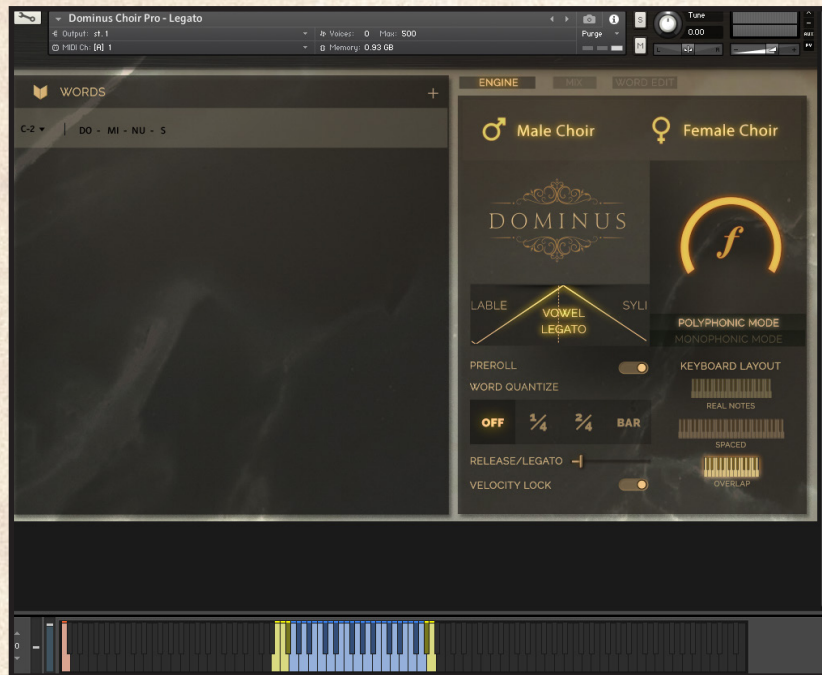 Dominus Choir Pro - Legato
Output: st.1
Voices: 0 Max: 500
Purge
MIDI Ch: [A] 1
Memory: 0.93 GB
S
M
Tune
0.00
L
R
AUX
PV
WORDS
+
C-2
DO - MI - NU - S
ENGINE
MIX
WORD EDIT
Male Choir
Female Choir
DOMINUS
f
LABLE
VOWEL
LEGATO
SYLI
POLYPHONIC MODE
MONOPHONIC MODE
PREROLL
WORD QUANTIZE
OFF
1/4
2/4
BAR
RELEASE/LEGATO
VELOCITY LOCK
KEYBOARD LAYOUT
REAL NOTES
SPACED
OVERLAP
0